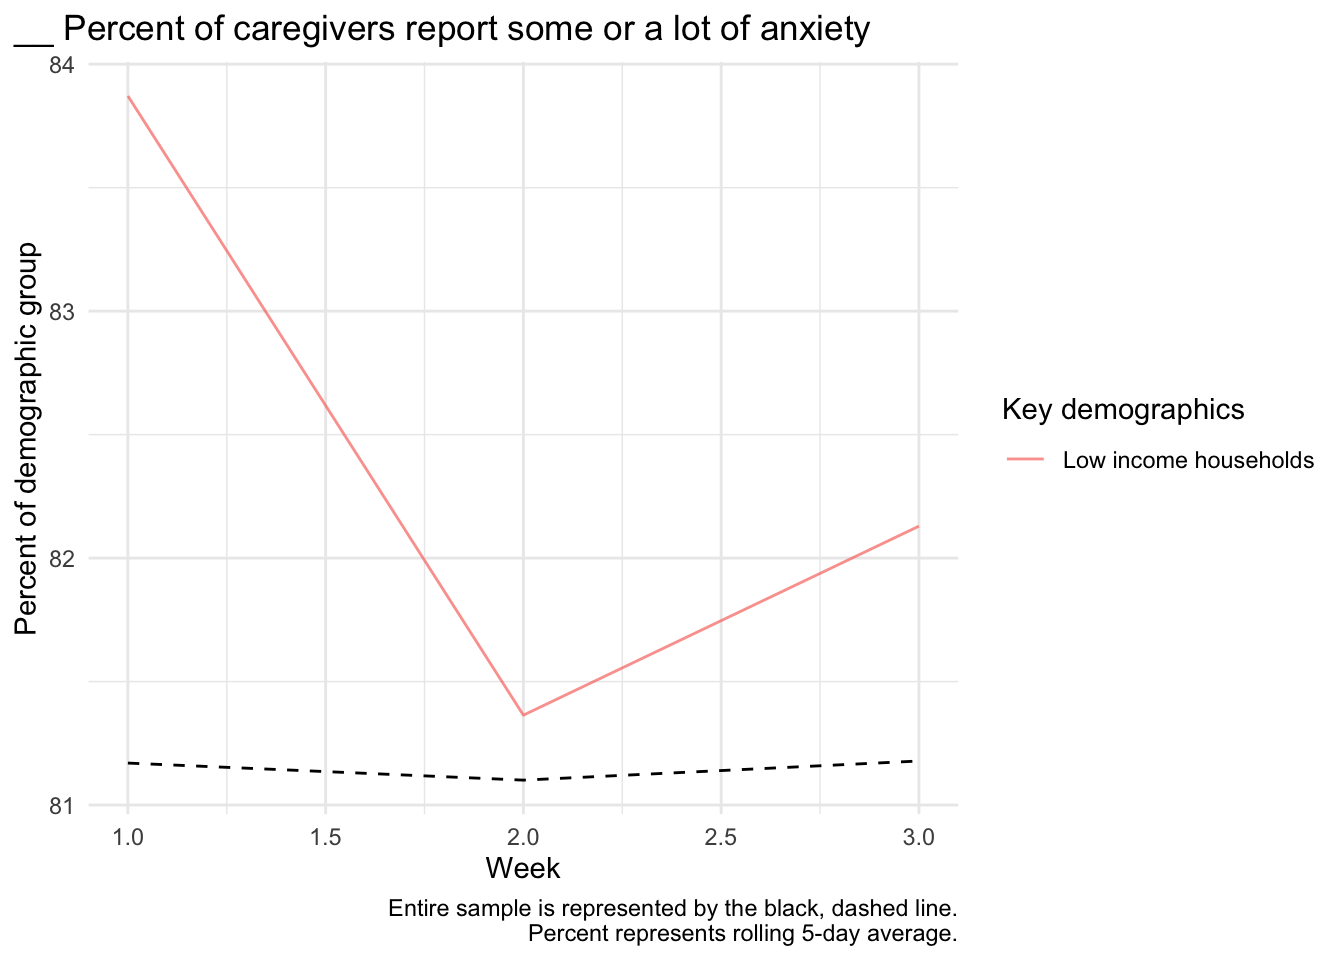 __ Percent of caregivers report some or a lot of anxiety
Percent of demographic group
84
83
82
81
1.0 1.5 2.0 2.5 3.0
Week
Key demographics
Low income households
Entire sample is represented by the black, dashed line.
Percent represents rolling 5-day average.